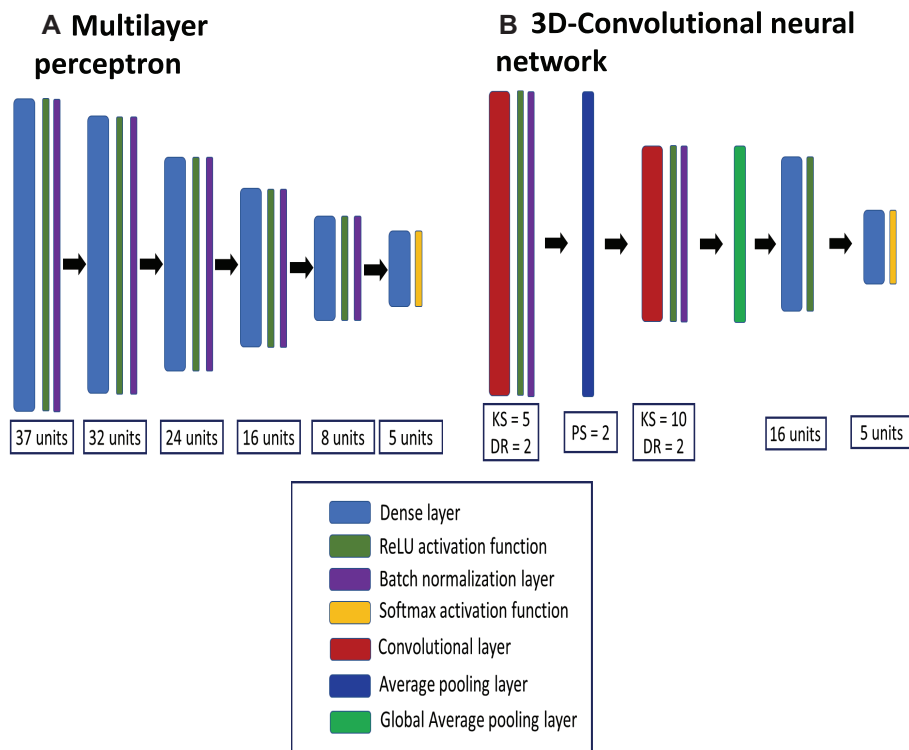 A Multilayer
perceptron
B 3D-Convolutional neural
network
37 units
32 units
24 units
16 units
8 units
5 units
KS = 5
DR = 2
PS = 2
KS = 10
DR = 2
16 units
5 units
Dense layer
ReLU activation function
Batch normalization layer
Softmax activation function
Convolutional layer
Average pooling layer
Global Average pooling layer